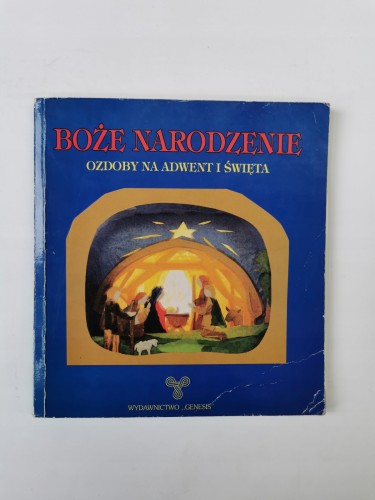 BOŻE NARODZENIE
OZDOBY NA ADWENT I ŚWIĘTA
WYDAWNICTWO „GENESIS"